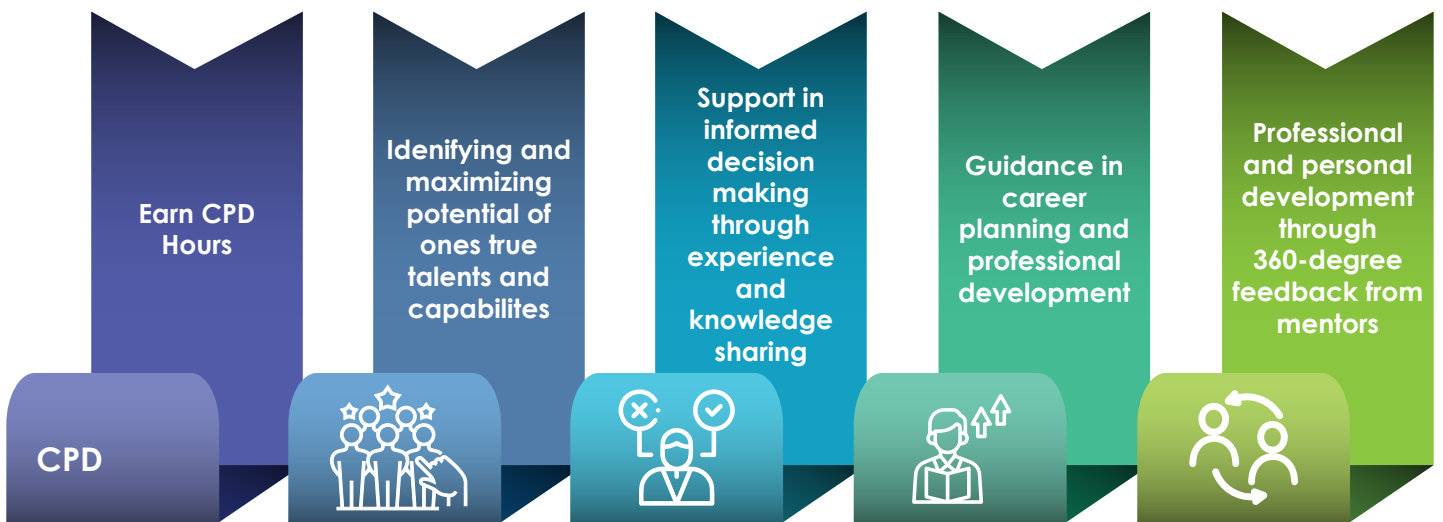 Earn CPD
Hours
CPD
Idenifying and
maximizing
potential of
ones true
talents and
capabilites
Support in
informed
decision
making
through
experience
and
knowledge
sharing
Guidance in
career
planning and
professional
development
Professional
and personal
development
through
360-degree
feedback from
mentors